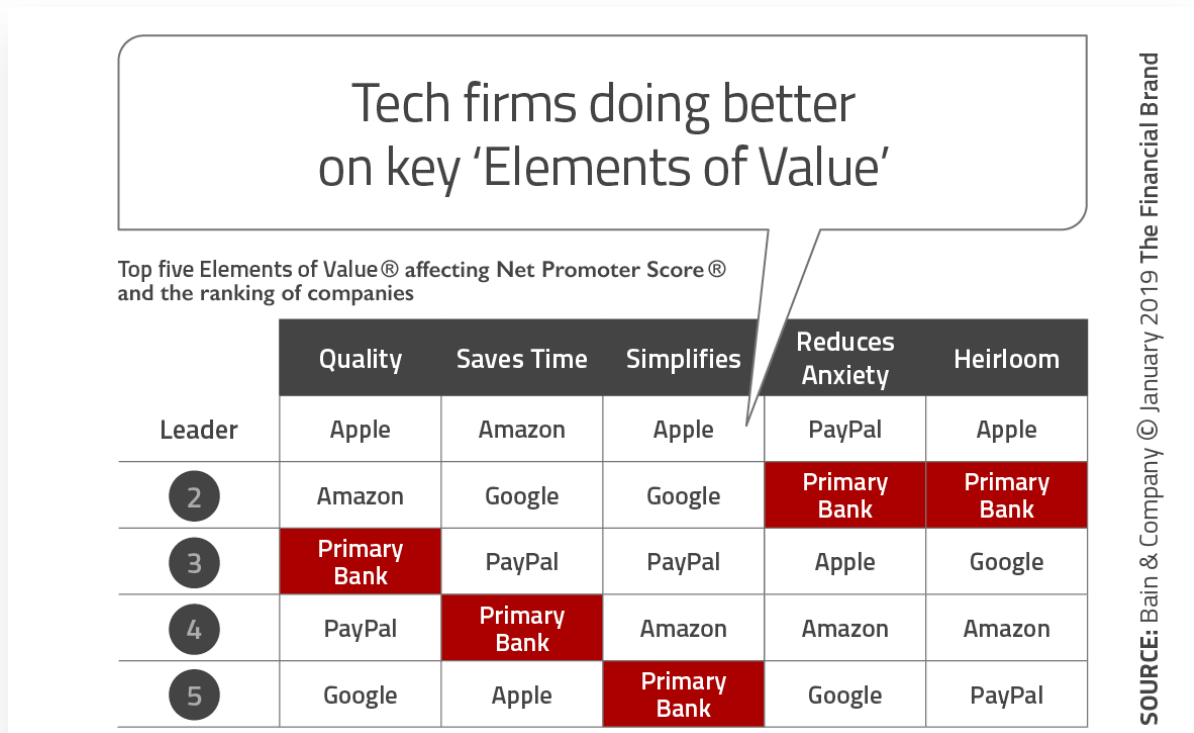 Tech firms doing better
on key ‘Elements of Value’
Top five Elements of Value® affecting Net Promoter Score®
and the ranking of companies
Quality Saves Time Simplifies Reduces Anxiety Heirloom
Leader Apple Amazon Apple PayPal Apple
2 Amazon Google Google Primary Bank Primary Bank
3 Primary Bank PayPal PayPal Apple Google
4 PayPal Primary Bank Amazon Amazon Amazon
5 Google Apple Primary Bank Google PayPal
SOURCE: Bain & Company © January 2019 The Financial Brand